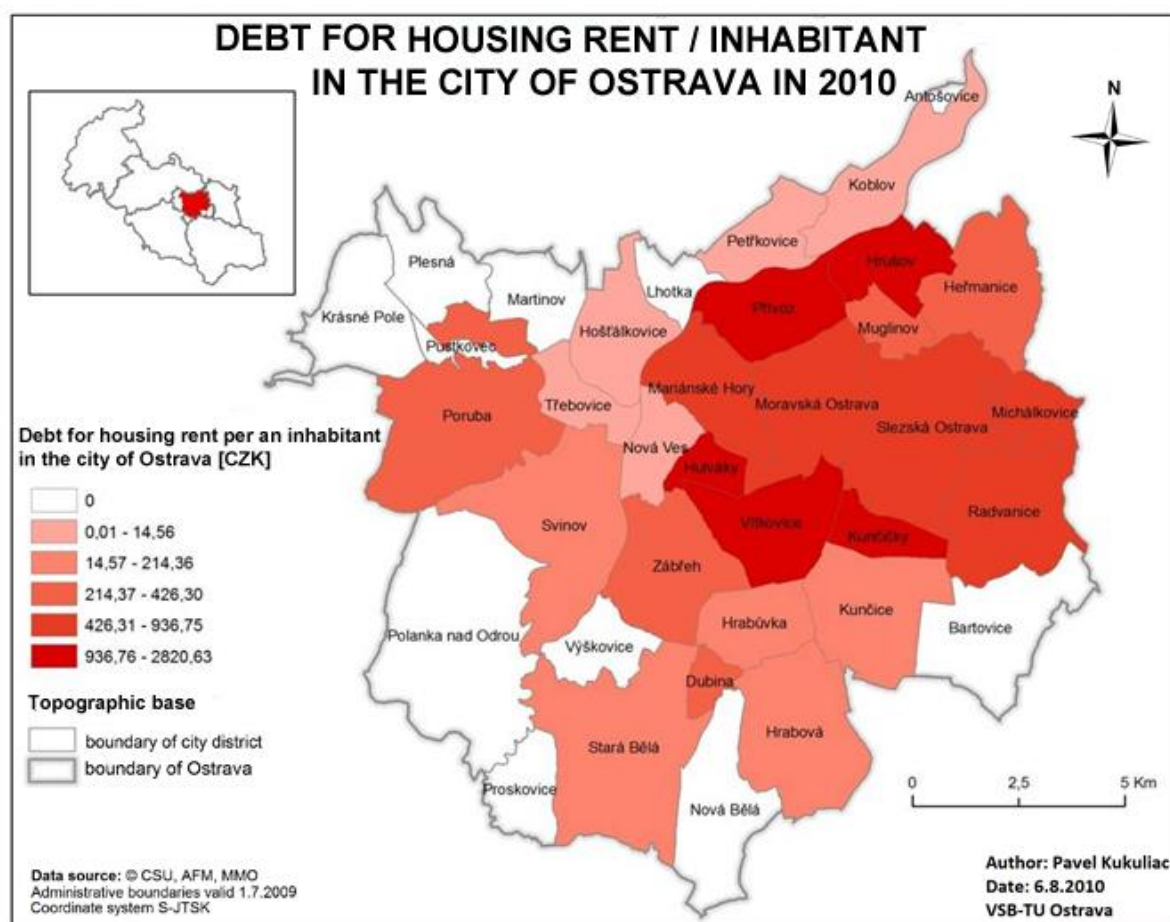 DEBT FOR HOUSING RENT / INHABITANT
IN THE CITY OF OSTRAVA IN 2010
N
Antošovice
Koblov
Petřkovice
Hrušov
Heřmanice
Plesná
Martinov
Lhotka
Přívoz
Krásné Pole
Hošťálkovice
Muglinov
Pustkovec
Mariánské Hory
Moravská Ostrava
Michálkovice
Poruba
Třebovice
Slezská Ostrava
Nová Ves
Hulváky
Radvanice
Svinov
Vítkovice
Kunčičky
Zábřeh
Kunčice
Hrabůvka
Bartovice
Polanka nad Odrou
Výškovice
Dubina
Hrabová
Stará Bělá
Proskovice
Nová Bělá
Debt for housing rent per an inhabitant
in the city of Ostrava [CZK]
0
0,01 - 14,56
14,57 - 214,36
214,37 - 426,30
426,31 - 936,75
936,76 - 2820,63
Topographic base
boundary of city district
boundary of Ostrava
0 2,5 5 Km
Data source: © CSU, AFM, MMO
Administrative boundaries valid 1.7.2009
Coordinate system S-JTSK
Author: Pavel Kukuliac
Date: 6.8.2010
VSB-TU Ostrava